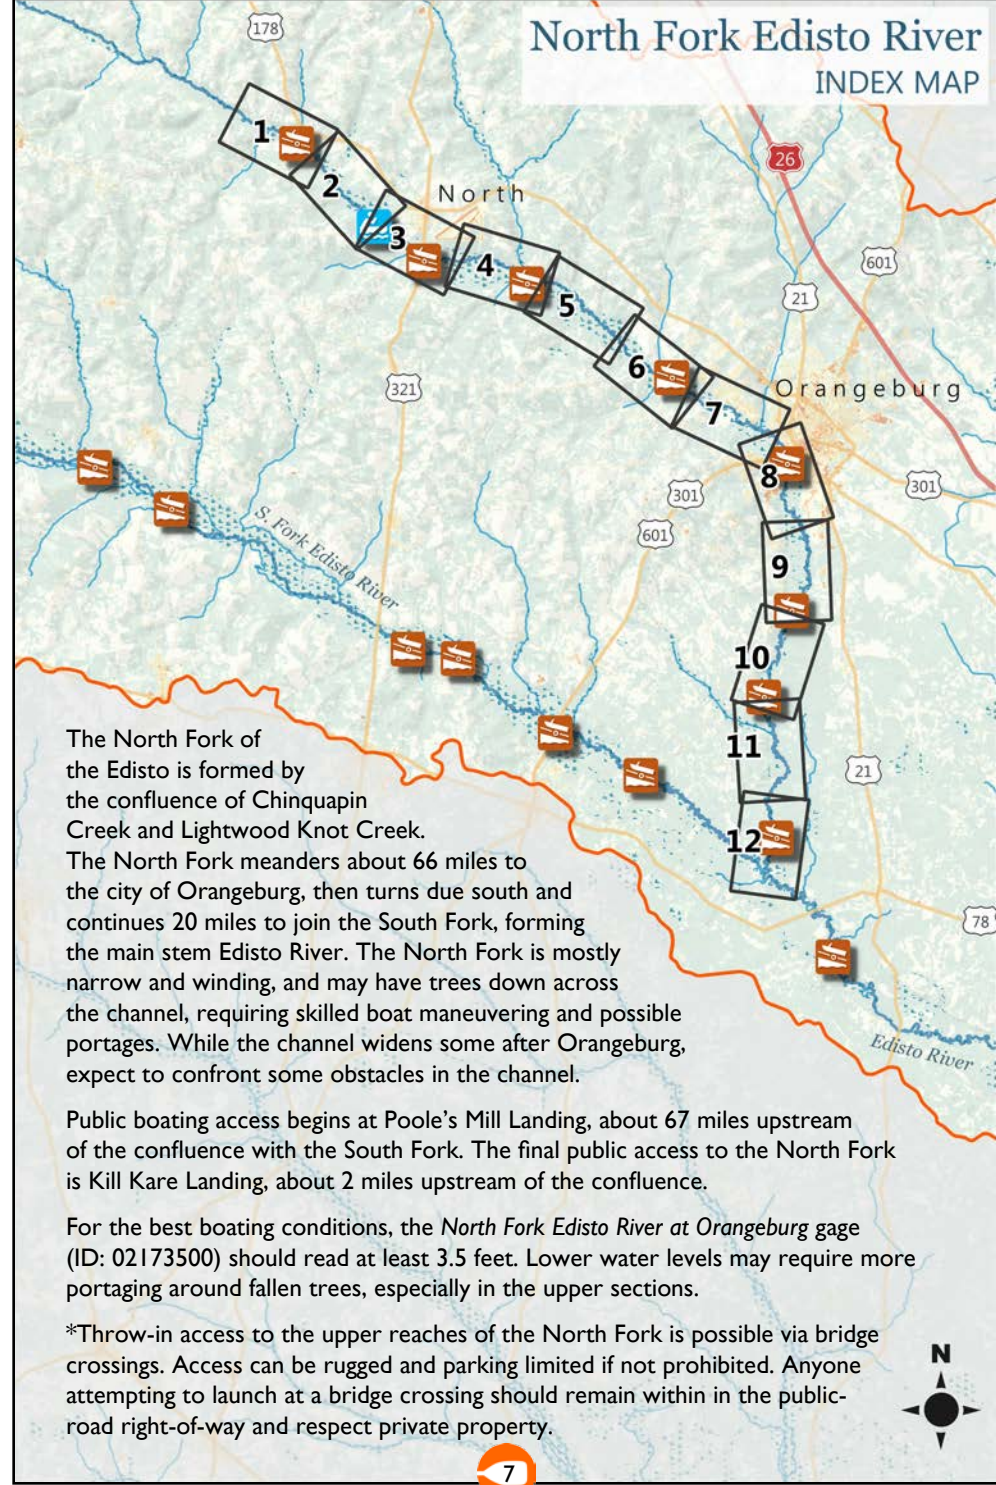 North Fork Edisto River
INDEX MAP
178
26
1
2
North
3
4
5
601
21
6
321
7
Orangeburg
8
301
301
601
S. Fork Edisto River
9
10
11
21
12
78
Edisto River
The North Fork of
the Edisto is formed by
the confluence of Chinquapin
Creek and Lightwood Knot Creek.
The North Fork meanders about 66 miles to
the city of Orangeburg, then turns due south and
continues 20 miles to join the South Fork, forming
the main stem Edisto River. The North Fork is mostly
narrow and winding, and may have trees down across
the channel, requiring skilled boat maneuvering and possible
portages. While the channel widens some after Orangeburg,
expect to confront some obstacles in the channel.
Public boating access begins at Poole's Mill Landing, about 67 miles upstream
of the confluence with the South Fork. The final public access to the North Fork
is Kill Kare Landing, about 2 miles upstream of the confluence.
For the best boating conditions, the North Fork Edisto River at Orangeburg gage
(ID: 02173500) should read at least 3.5 feet. Lower water levels may require more
portaging around fallen trees, especially in the upper sections.
*Throw-in access to the upper reaches of the North Fork is possible via bridge
crossings. Access can be rugged and parking limited if not prohibited. Anyone
attempting to launch at a bridge crossing should remain within in the public-
road right-of-way and respect private property.
N
7